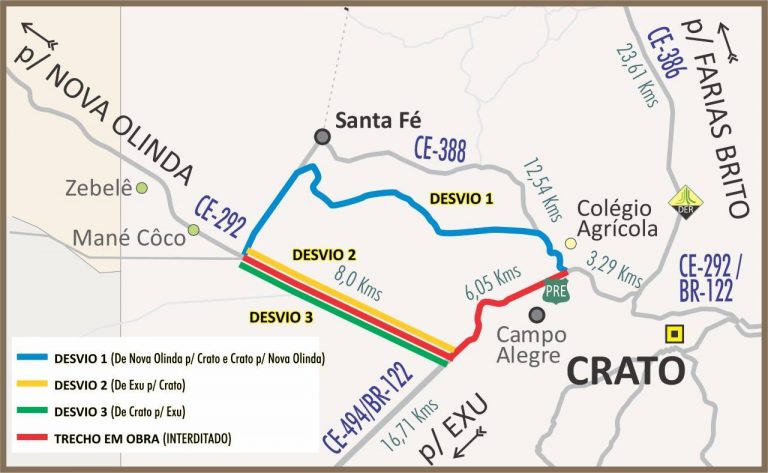 p/ NOVA OLINDA
Santa Fé
CE-388
CE-386
23,61 Kms
p/ FARIAS BRITO
Zebelê
Mané Côco
CE-292
DESVIO 1
12,54 Kms
Colégio
Agrícola
DER
DESVIO 2
8,0 Kms
DESVIO 3
6,05 Kms
PRE
3,29 Kms
CE-292 /
BR-122
Campo
Alegre
CRATO
CE-494/BR-122
16,71 Kms
p/ EXU
DESVIO 1 (De Nova Olinda p/ Crato e Crato p/ Nova Olinda)
DESVIO 2 (De Exu p/ Crato)
DESVIO 3 (De Crato p/ Exu)
TRECHO EM OBRA (INTERDITADO)